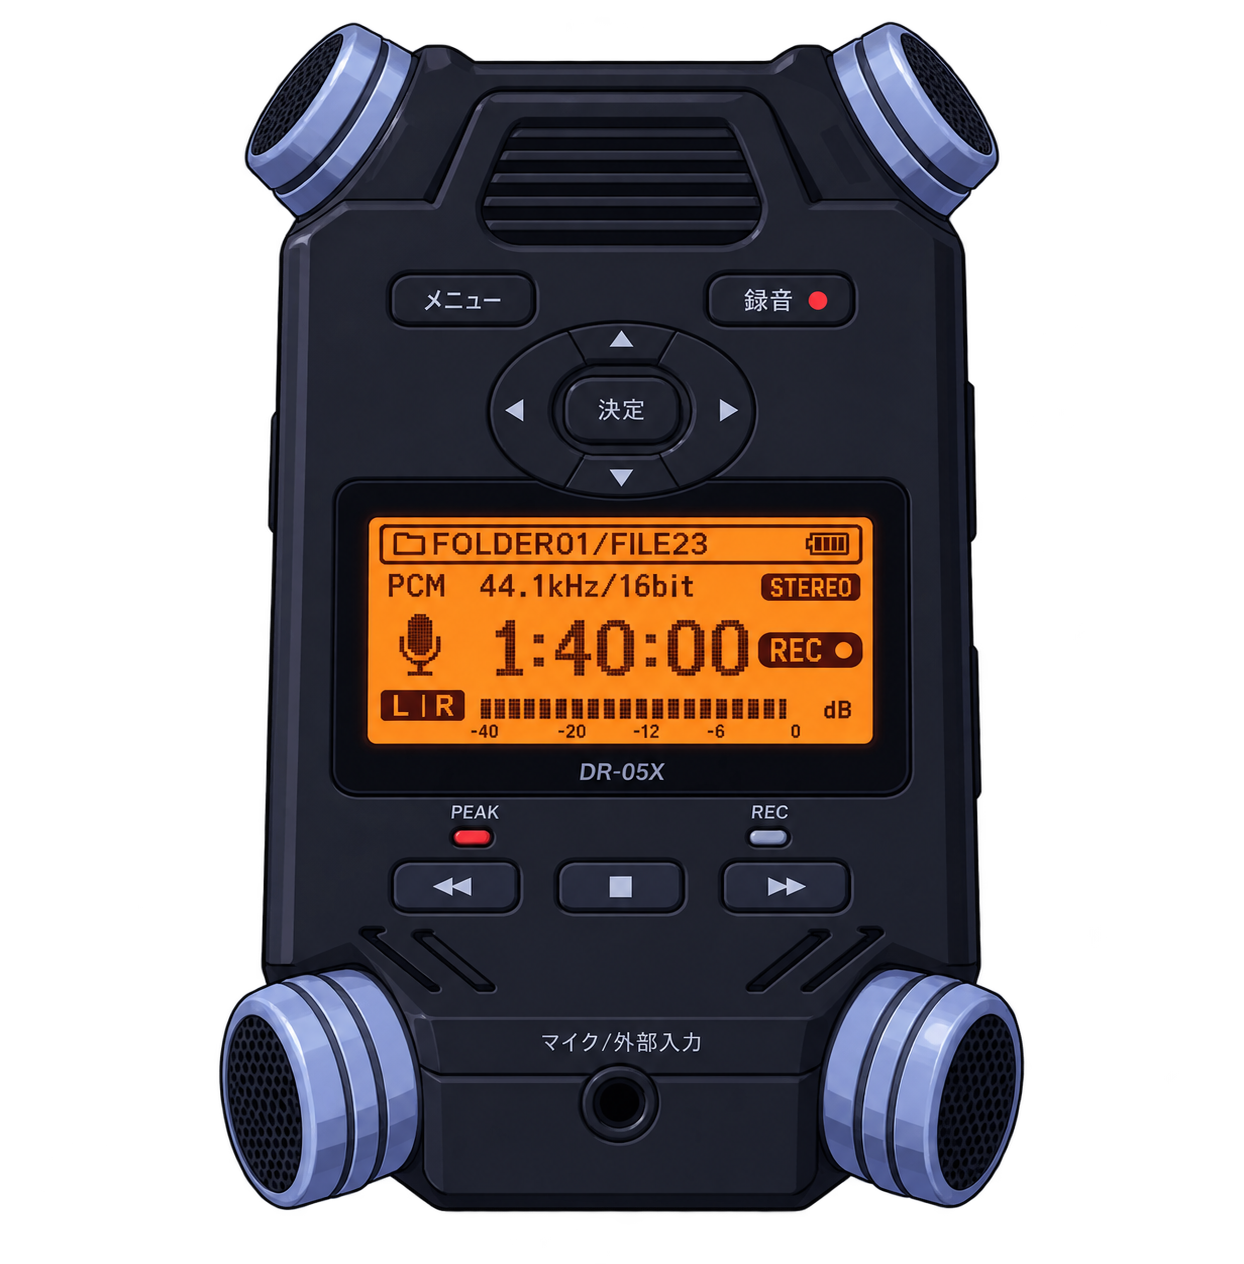 メニュー
録音
決定
FOLDER01/FILE23
PCM 44.1kHz/16bit STEREO
1:40:00 REC
L|R dB
-40 -20 -12 -6 0
DR-05X
PEAK REC
マイク/外部入力